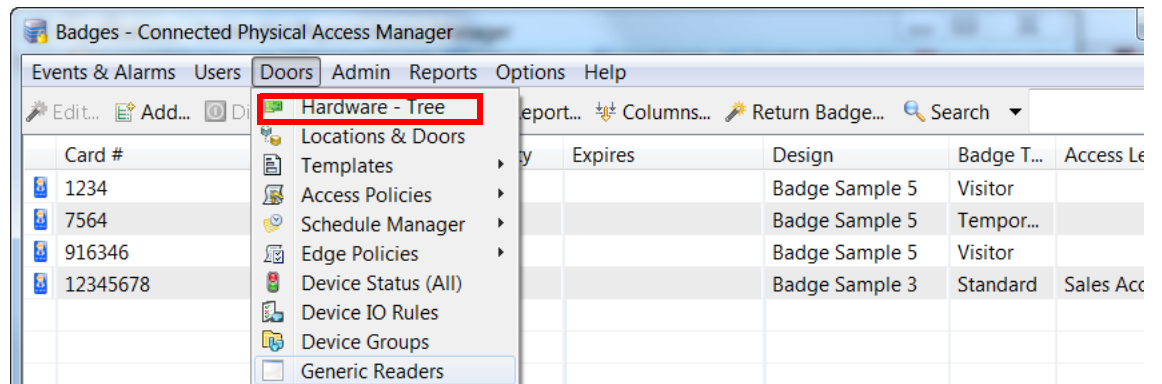 Badges - Connected Physical Access Manager
Events & Alarms Users Doors Admin Reports Options Help
Edit... Add... Di eport... Columns... Return Badge... Search
Hardware - Tree
Locations & Doors
Templates
Access Policies
Schedule Manager
Edge Policies
Device Status (All)
Device IO Rules
Device Groups
Generic Readers
Card # ty Expires Design Badge T... Access Le
1234 Badge Sample 5 Visitor
7564 Badge Sample 5 Tempor...
916346 Badge Sample 5 Visitor
12345678 Badge Sample 3 Standard Sales Acc